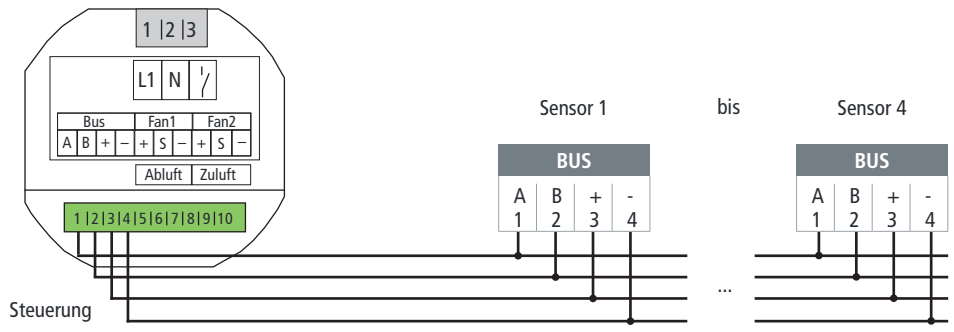 1 |2|3
L1 N
Bus Fan1 Fan2
A B + – + S – + S –
Abluft Zuluft
1|2|3|4|5|6|7|8|9|10
Steuerung
Sensor 1 bis Sensor 4
BUS BUS
A B + - A B + -
1 2 3 4 1 2 3 4
...